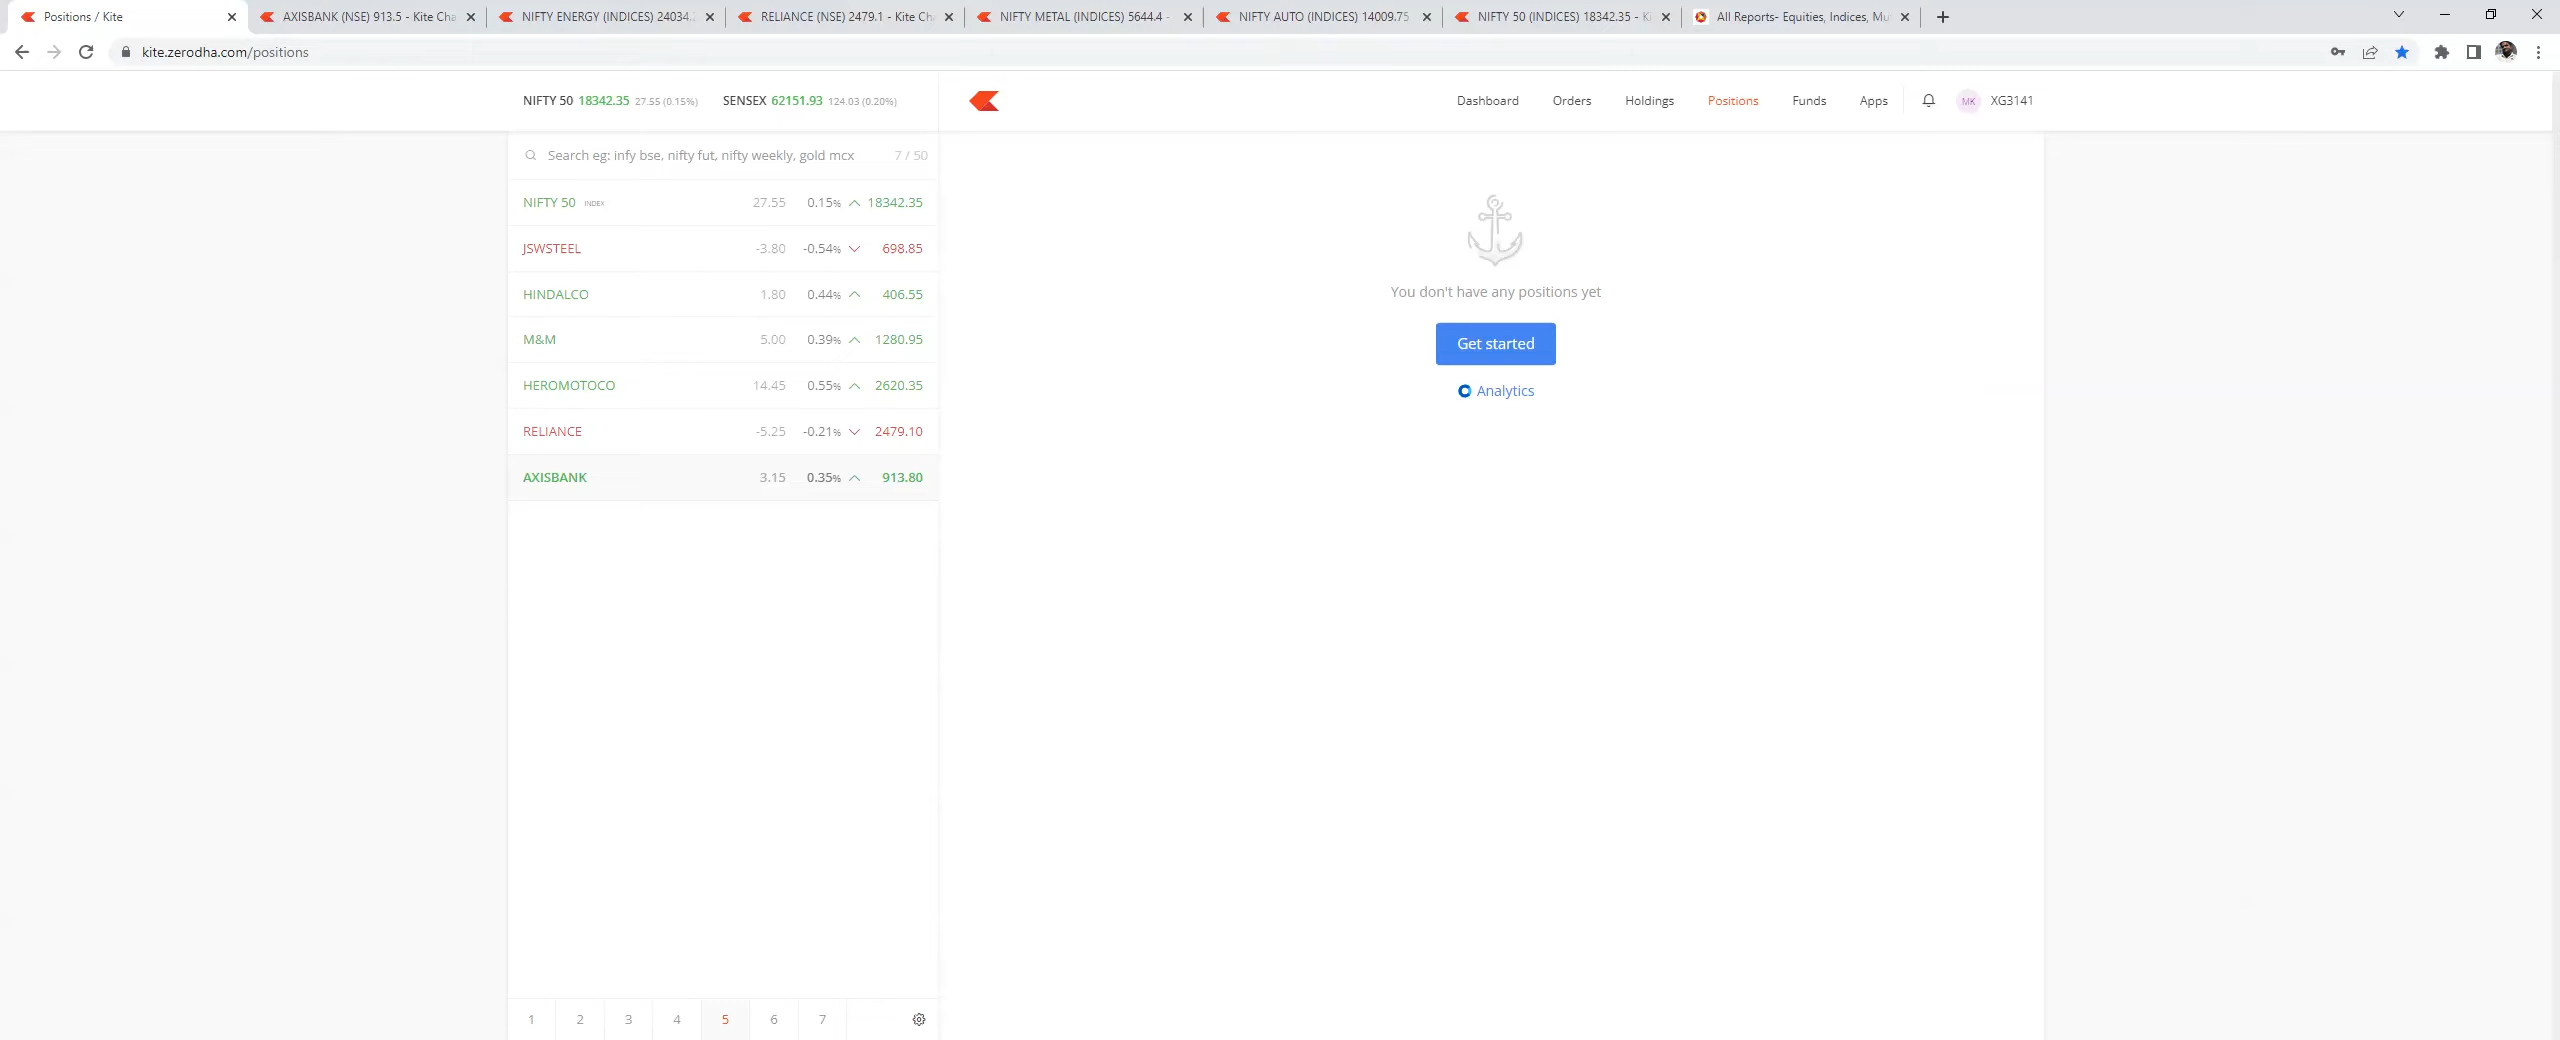 Positions / Kite
AXISBANK (NSE) 913.5 - Kite Cha
NIFTY ENERGY (INDICES) 24034.2
RELIANCE (NSE) 2479.1 - Kite Ch
NIFTY METAL (INDICES) 5644.4 -
NIFTY AUTO (INDICES) 14009.75
NIFTY 50 (INDICES) 18342.35 - Ki
All Reports- Equities, Indices, Mu
kite.zerodha.com/positions
NIFTY 50 18342.35 27.55 (0.15%) SENSEX 62151.93 124.03 (0.20%)
Dashboard Orders Holdings Positions Funds Apps MK XG3141
Search eg: infy bse, nifty fut, nifty weekly, gold mcx 7 / 50
NIFTY 50 INDEX 27.55 0.15% 18342.35
JSWSTEEL -3.80 -0.54% 698.85
HINDALCO 1.80 0.44% 406.55
M&M 5.00 0.39% 1280.95
HEROMOTOCO 14.45 0.55% 2620.35
RELIANCE -5.25 -0.21% 2479.10
AXISBANK 3.15 0.35% 913.80
You don't have any positions yet
Get started
Analytics
1 2 3 4 5 6 7